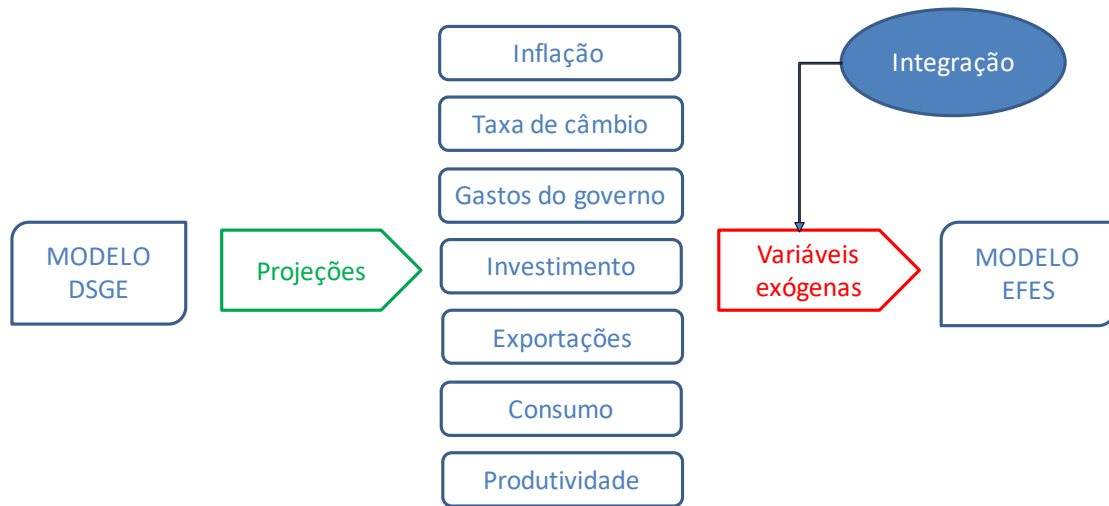 MODELO
DSGE
Projeções
Inflação
Taxa de câmbio
Gastos do governo
Investimento
Exportações
Consumo
Produtividade
Integração
Variáveis
exógenas
MODELO
EFES